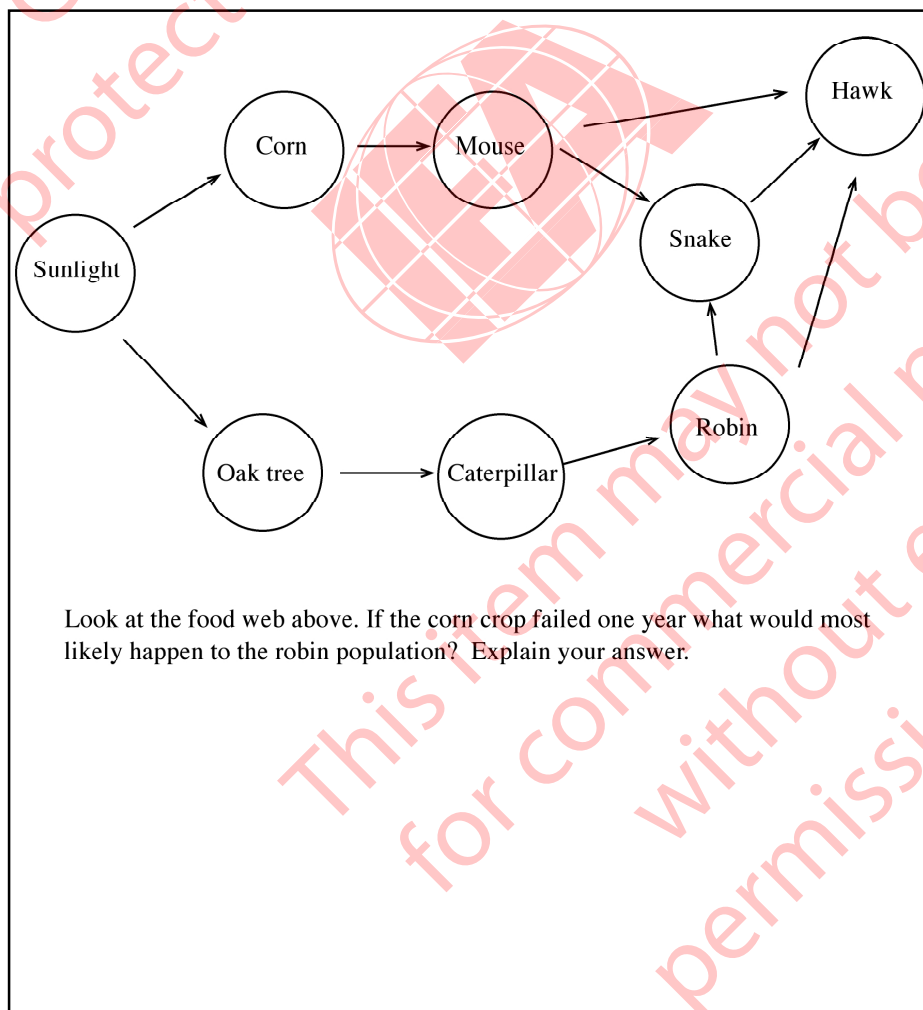 protect
Hawk
Corn
Mouse
Snake
Sunlight
Robin
Oak tree
Caterpillar
Look at the food web above. If the corn crop failed one year what would most
likely happen to the robin population?  Explain your answer.
This item may not be
for commercial
without
permissi